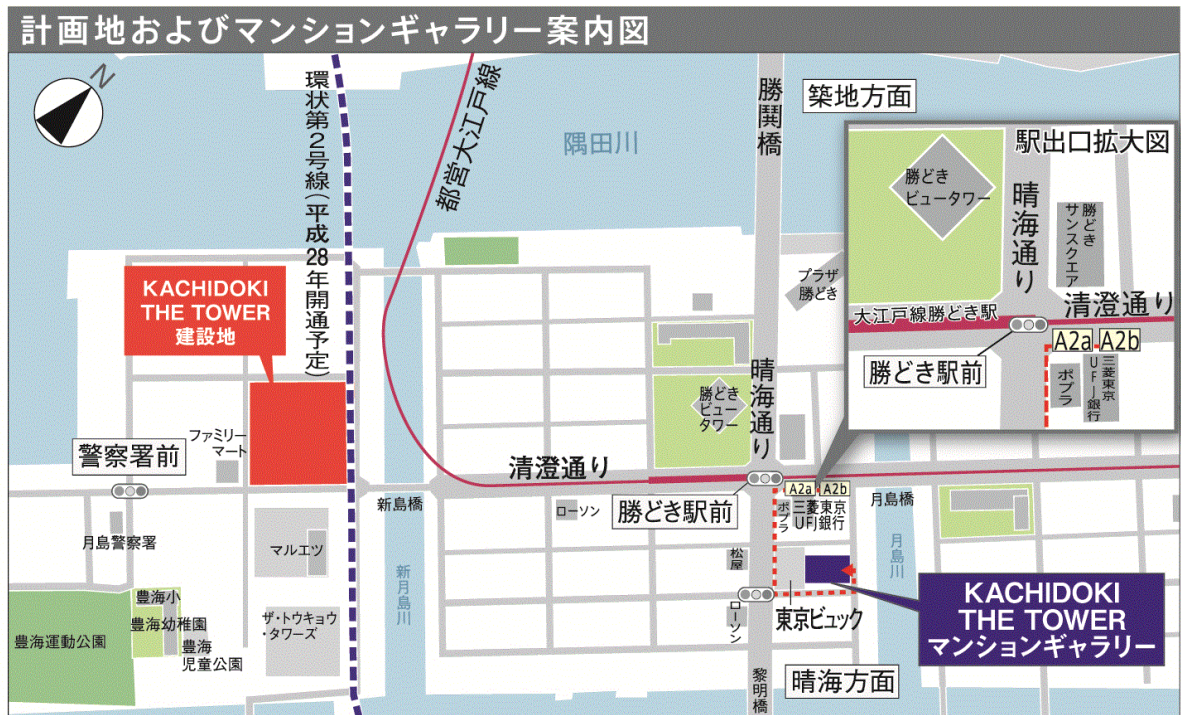 計画地およびマンションギャラリー案内図
N
環状第2号線(平成28年開通予定)
都営大江戸線
隅田川
勝鬨橋
築地方面
駅出口拡大図
勝どき
ビュータワー
晴海通り
勝どき
サンスクエア
清澄通り
大江戸線勝どき駅
A2a
A2b
勝どき駅前
ポプラ
三菱東京
UFJ銀行
KACHIDOKI
THE TOWER
建設地
プラザ
勝どき
勝どき
ビュー
タワー
晴海通り
ファミリー
マート
警察署前
清澄通り
新島橋
ローソン
勝どき駅前
A2a
A2b
ポプラ
三菱東京
UFJ銀行
月島橋
月島警察署
マルエツ
新月島川
松屋
月島川
ローソン
東京ビュック
KACHIDOKI
THE TOWER
マンションギャラリー
豊海小
豊海幼稚園
豊海
児童公園
豊海運動公園
ザ・トウキョウ
・タワーズ
黎明橋
晴海方面